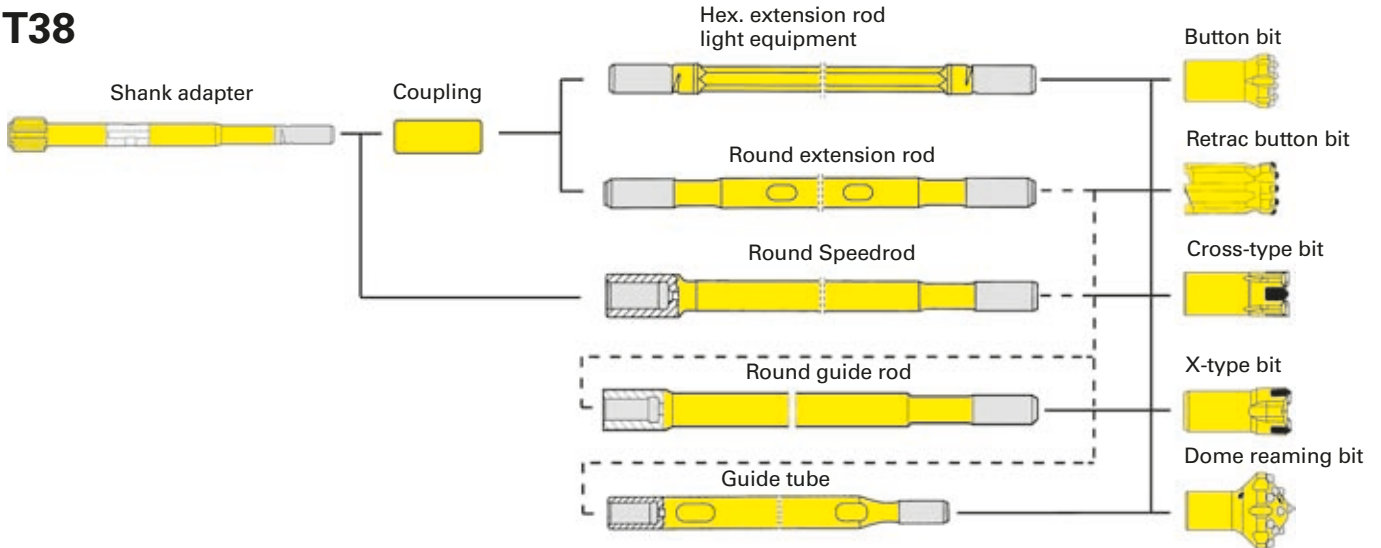 T38
Shank adapter
Coupling
Hex. extension rod
light equipment
Round extension rod
Round Speedrod
Round guide rod
Guide tube
Button bit
Retrac button bit
Cross-type bit
X-type bit
Dome reaming bit